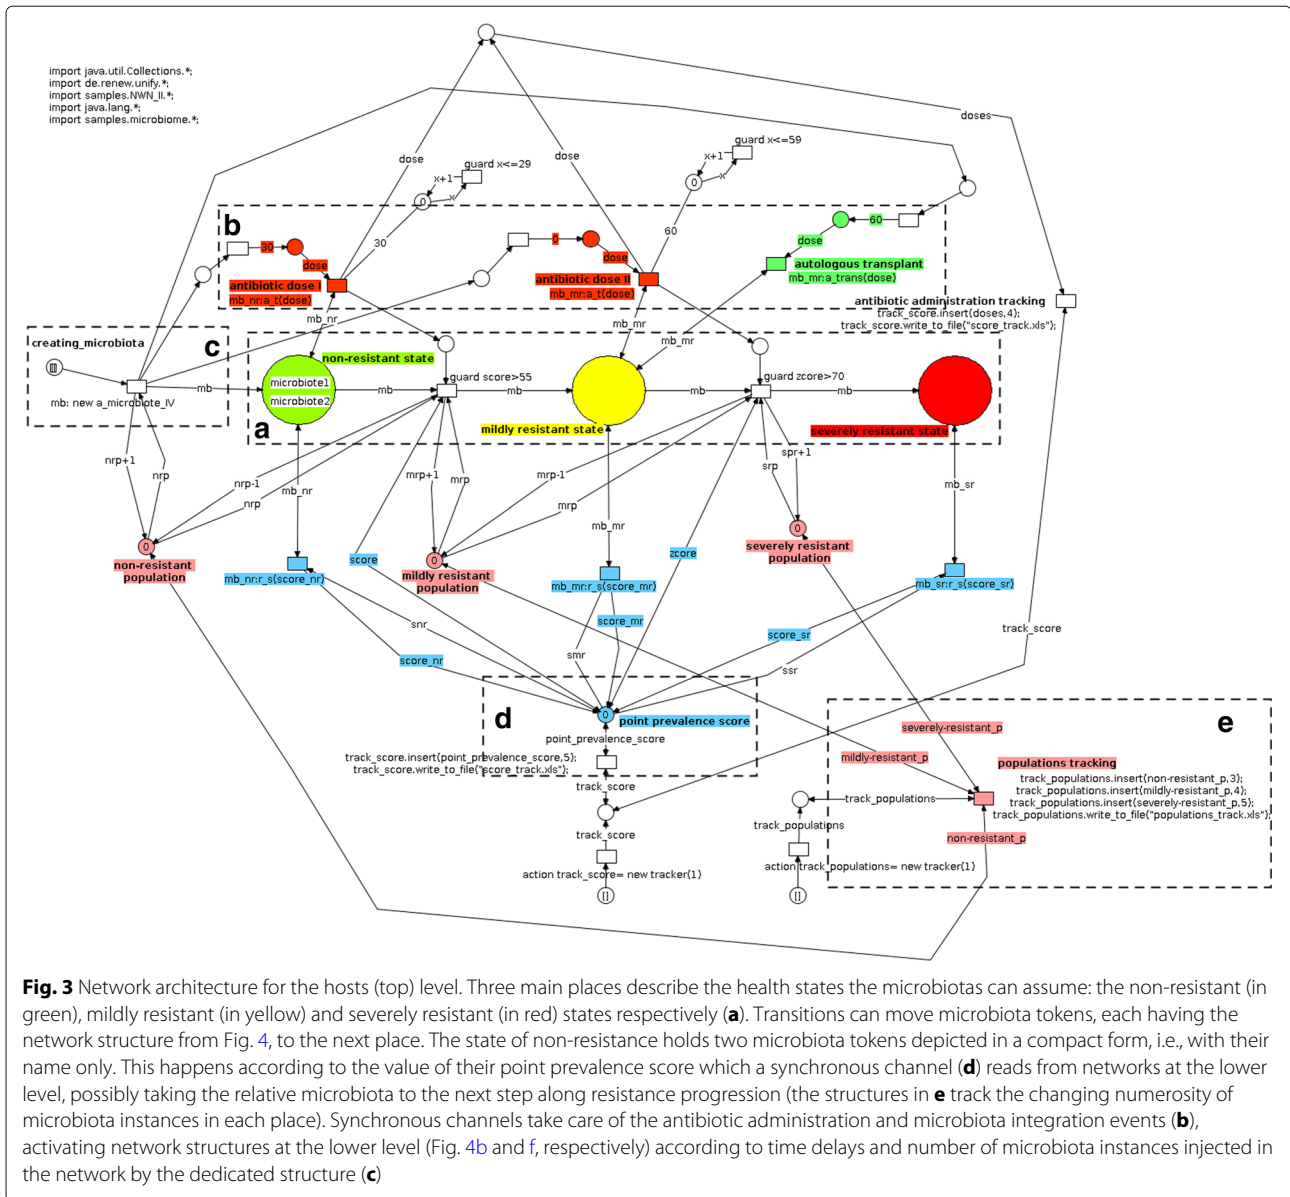 import java.util.Collections.*;
import de.renew.unify.*;
import samples.NWN_II.*;
import java.lang.*;
import samples.microbiome.*;
doses
guard x<=59
x+1
x
0
dose
dose
guard x<=29
x+1
x
0
b
30
60
60
30
dose
0
dose
dose
antibiotic dose I
mb_nr:a_t(dose)
antibiotic dose II
mb_mr:a_t(dose)
autologous transplant
mb_mr:a_trans(dose)
antibiotic administration tracking
track_score.insert(doses,4);
track_score.write_to_file("score_track.xls");
mb_nr
mb_mr
mb_mr
creating_microbiota
c
[]
mb
mb: new a_microbiote_IV
non-resistant state
microbiote1
microbiote2
a
mb
guard score>55
mb
mildly resistant state
mb
guard zcore>70
mb
severely resistant state
nrp+1
nrp
nrp-1
nrp
mb_nr
mrp+1
mrp
mrp-1
mrp
srp
spr+1
mb_mr
mb_sr
0
non-resistant
population
mb_nr:r_s(score_nr)
score
0
mildly resistant
population
mb_mr:r_s(score_mr)
zcore
0
severely resistant
population
mb_sr:r_s(score_sr)
snr
score_nr
smr
score_mr
score_sr
ssr
track_score
d
0
point prevalence score
point_prevalence_score
track_score.insert(point_prevalence_score,5);
track_score.write_to_file("score_track.xls");
track_score
track_score
action track_score= new tracker(1)
[]
e
severely-resistant_p
mildly-resistant_p
populations tracking
track_populations.insert(non-resistant_p,3);
track_populations.insert(mildly-resistant_p,4);
track_populations.insert(severely-resistant_p,5);
track_populations.write_to_file("populations_track.xls");
track_populations
track_populations
non-resistant_p
action track_populations= new tracker(1)
[]
Fig. 3 Network architecture for the hosts (top) level. Three main places describe the health states the microbiotas can assume: the non-resistant (in
green), mildly resistant (in yellow) and severely resistant (in red) states respectively (a). Transitions can move microbiota tokens, each having the
network structure from Fig. 4, to the next place. The state of non-resistance holds two microbiota tokens depicted in a compact form, i.e., with their
name only. This happens according to the value of their point prevalence score which a synchronous channel (d) reads from networks at the lower
level, possibly taking the relative microbiota to the next step along resistance progression (the structures in e track the changing numerosity of
microbiota instances in each place). Synchronous channels take care of the antibiotic administration and microbiota integration events (b),
activating network structures at the lower level (Fig. 4b and f, respectively) according to time delays and number of microbiota instances injected in
the network by the dedicated structure (c)